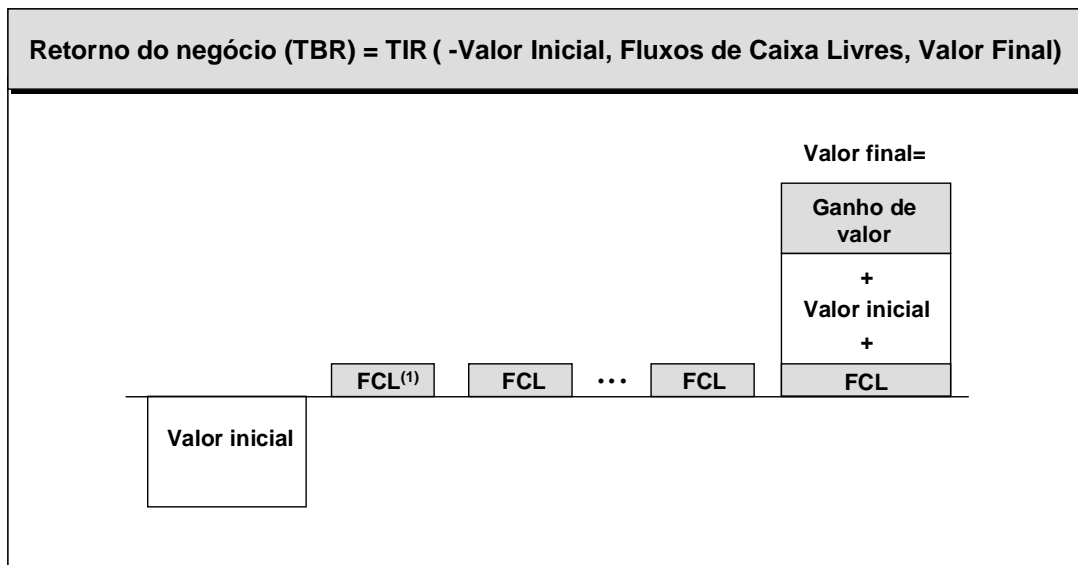 Retorno do negócio (TBR) = TIR ( -Valor Inicial, Fluxos de Caixa Livres, Valor Final)
Valor final=
Ganho de
valor
+
Valor inicial
+
FCL
FCL(1)
FCL
...
FCL
Valor inicial